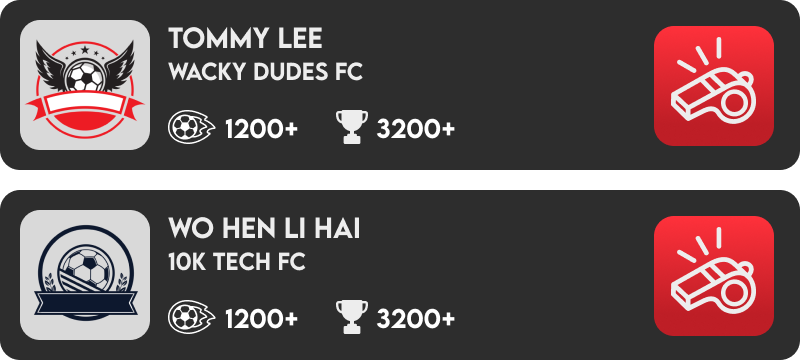 TOMMY LEE
WACKY DUDES FC
1200+ 3200+
WO HEN LI HAI
10K TECH FC
1200+ 3200+